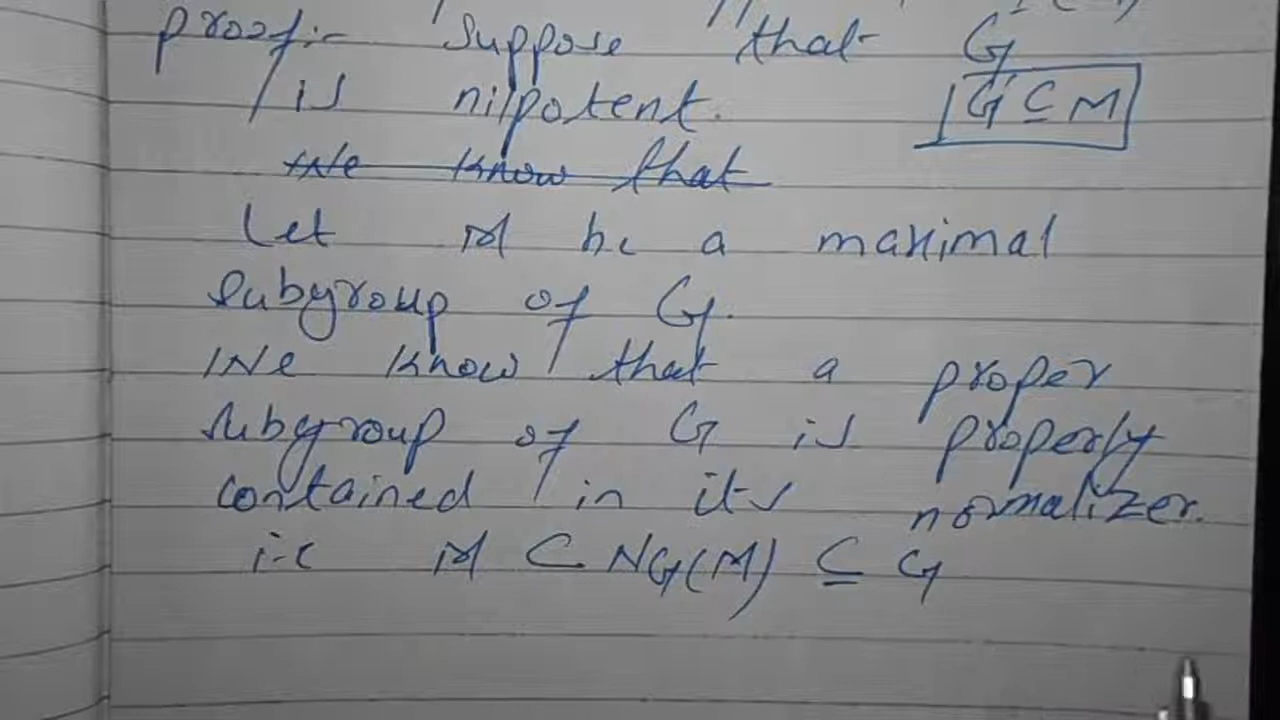 proof:- Suppose that G
is nilpotent.
G' ⊆ M
We know that
Let M be a maximal
subgroup of G.
We know that a proper
subgroup of G is properly
contained in its normalizer.
i.e M ⊂ NG(M) ⊆ G